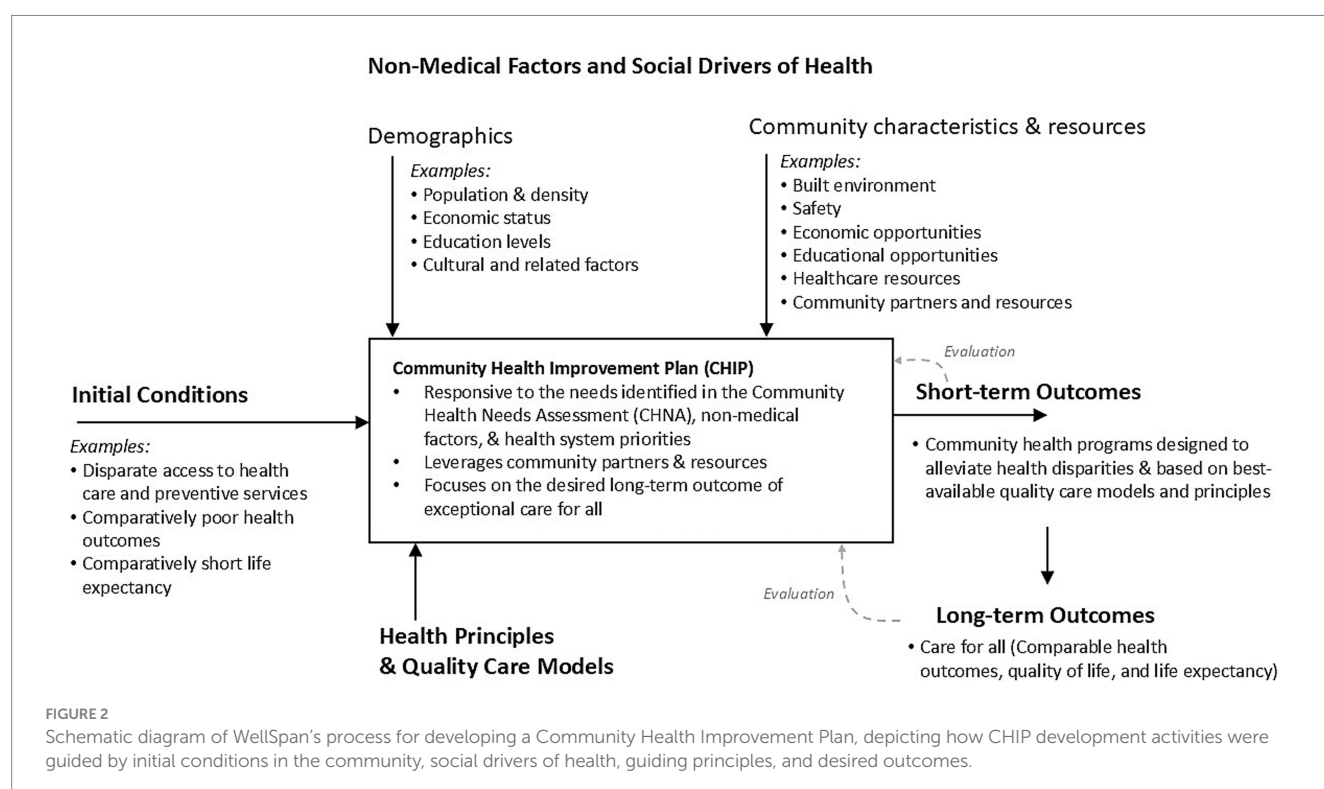 Non-Medical Factors and Social Drivers of Health
Demographics
Examples:
• Population & density
• Economic status
• Education levels
• Cultural and related factors
Community characteristics & resources
Examples:
• Built environment
• Safety
• Economic opportunities
• Educational opportunities
• Healthcare resources
• Community partners and resources
Initial Conditions
Examples:
• Disparate access to health
care and preventive services
• Comparatively poor health
outcomes
• Comparatively short life
expectancy
Community Health Improvement Plan (CHIP)
• Responsive to the needs identified in the Community
Health Needs Assessment (CHNA), non-medical
factors, & health system priorities
• Leverages community partners & resources
• Focuses on the desired long-term outcome of
exceptional care for all
Evaluation
Short-term Outcomes
• Community health programs designed to
alleviate health disparities & based on best-
available quality care models and principles
Evaluation
Long-term Outcomes
• Care for all (Comparable health
outcomes, quality of life, and life expectancy)
Health Principles
& Quality Care Models
FIGURE 2
Schematic diagram of WellSpan’s process for developing a Community Health Improvement Plan, depicting how CHIP development activities were
guided by initial conditions in the community, social drivers of health, guiding principles, and desired outcomes.